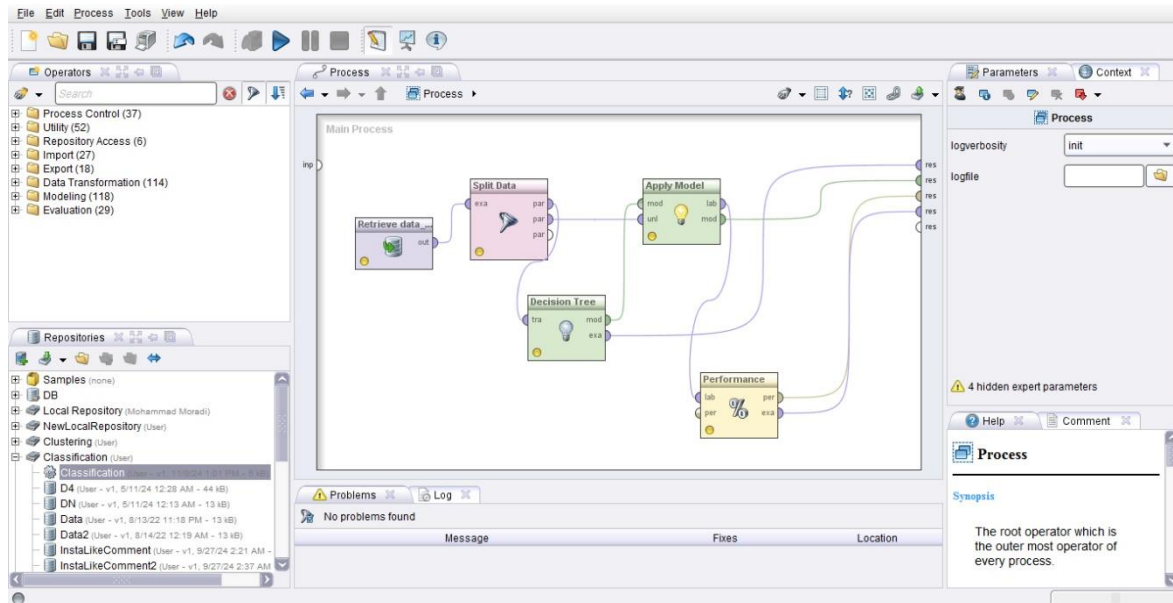 File Edit Process Tools View Help
Operators
Search
Process Control (37)
Utility (52)
Repository Access (6)
Import (27)
Export (18)
Data Transformation (114)
Modeling (118)
Evaluation (29)
Repositories
Samples (none)
DB
Local Repository (Mohammad Moradi)
NewLocalRepository (User)
Clustering (User)
Classification (User)
Classification
D4 (User - v1, 5/11/24 12:28 AM - 44 kB)
DN (User - v1, 5/11/24 12:13 AM - 13 kB)
Data (User - v1, 8/13/22 11:18 PM - 13 kB)
Data2 (User - v1, 8/14/22 12:19 AM - 13 kB)
InstaLikeComment (User - v1, 9/27/24 2:21 AM -
InstaLikeComment2 (User - v1, 9/27/24 2:37 AM
Process
Process
Main Process
inp
Retrieve data_...
out
Split Data
exa par
par
par
Apply Model
mod lab
unl mod
Decision Tree
tra mod
exa
Performance
lab per
per exa
res
res
res
res
res
Problems Log
No problems found
Message Fixes Location
Parameters Context
Process
logverbosity init
logfile
4 hidden expert parameters
Help Comment
Process
Synopsis
The root operator which is
the outer most operator of
every process.